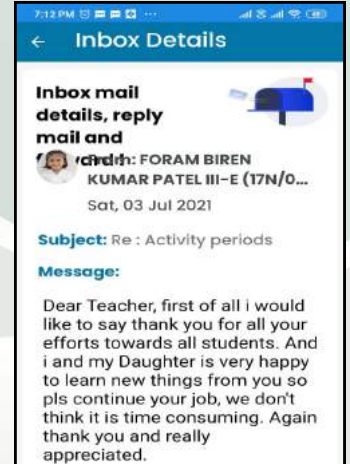 7:12 PM
Inbox Details
Inbox mail
details, reply
mail and
From: FORAM BIREN
KUMAR PATEL III-E (17N/0...
Sat, 03 Jul 2021
Subject: Re : Activity periods
Message:
Dear Teacher, first of all i would
like to say thank you for all your
efforts towards all students. And
i and my Daughter is very happy
to learn new things from you so
pls continue your job, we don't
think it is time consuming. Again
thank you and really
appreciated.